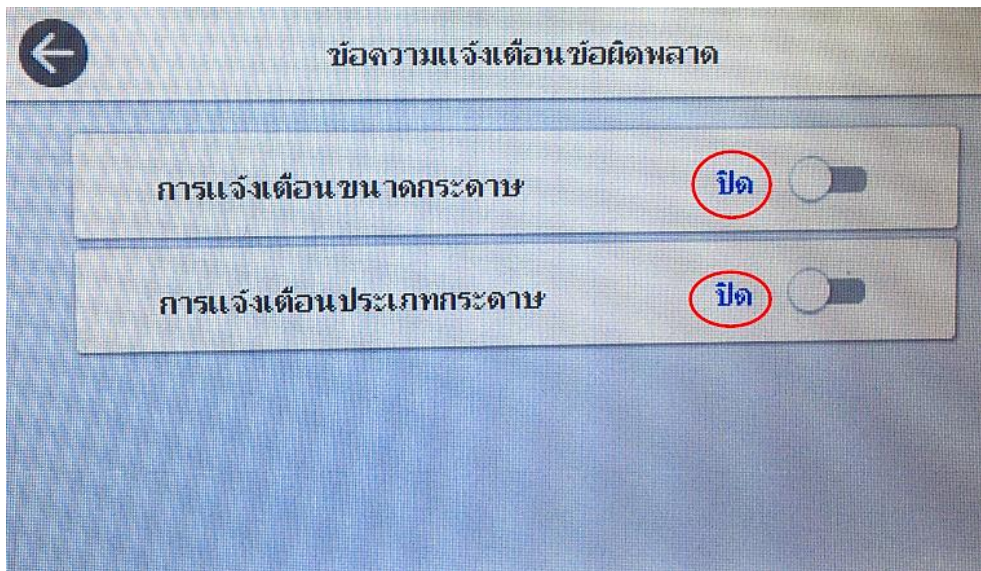 ข้อความแจ้งเตือนข้อผิดพลาด
การแจ้งเตือนขนาดกระดาษ ปิด
การแจ้งเตือนประเภทกระดาษ ปิด